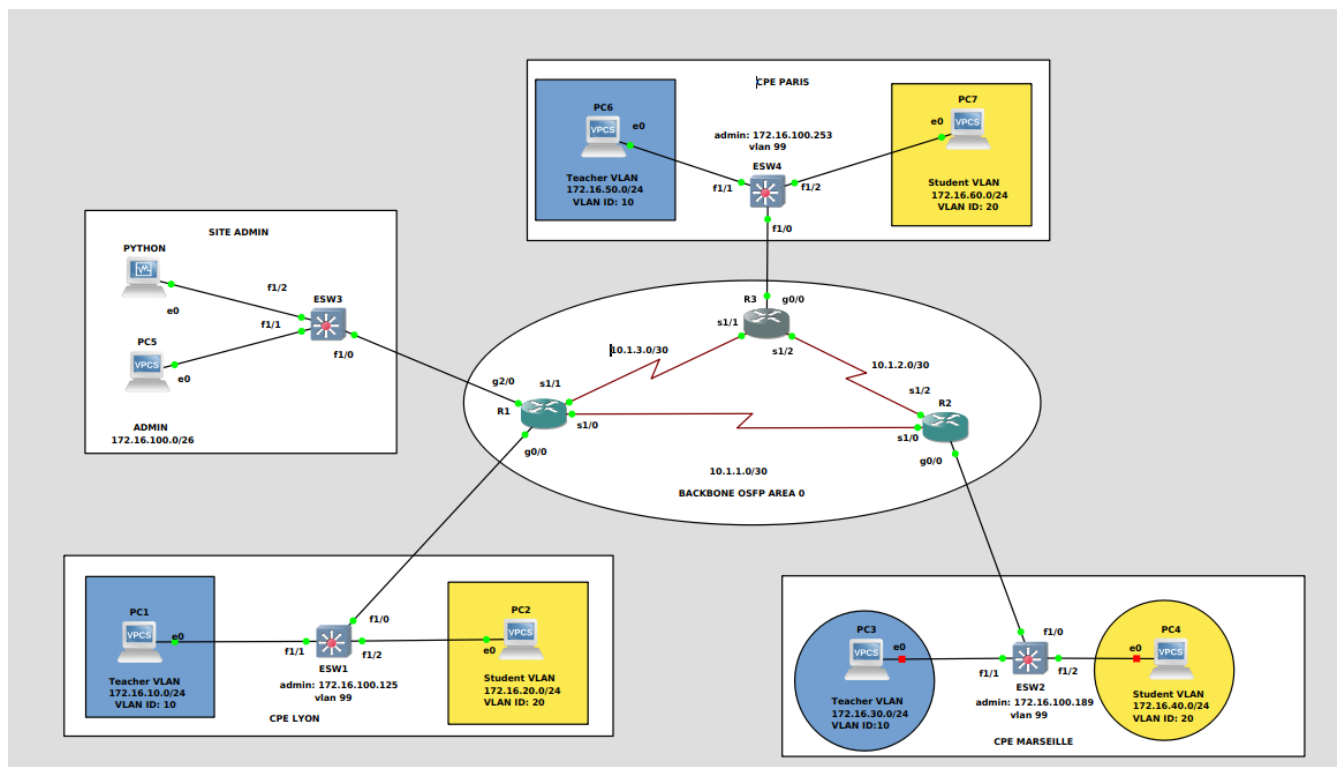 CPE PARIS
PC6
VPCS
e0
Teacher VLAN
172.16.50.0/24
VLAN ID: 10
admin: 172.16.100.253
vlan 99
ESW4
f1/1
f1/2
f1/0
PC7
VPCS
e0
Student VLAN
172.16.60.0/24
VLAN ID: 20
SITE ADMIN
PYTHON
e0
f1/2
ESW3
f1/1
f1/0
PC5
VPCS
e0
ADMIN
172.16.100.0/26
R3
g0/0
s1/1
s1/2
10.1.3.0/30
10.1.2.0/30
g2/0
s1/1
R1
s1/0
g0/0
s1/2
R2
s1/0
g0/0
10.1.1.0/30
BACKBONE OSFP AREA 0
PC1
VPCS
e0
Teacher VLAN
172.16.10.0/24
VLAN ID: 10
f1/0
f1/1
f1/2
ESW1
admin: 172.16.100.125
vlan 99
PC2
VPCS
e0
Student VLAN
172.16.20.0/24
VLAN ID: 20
CPE LYON
PC3
VPCS
e0
Teacher VLAN
172.16.30.0/24
VLAN ID:10
f1/0
f1/1
f1/2
ESW2
admin: 172.16.100.189
vlan 99
PC4
VPCS
e0
Student VLAN
172.16.40.0/24
VLAN ID: 20
CPE MARSEILLE